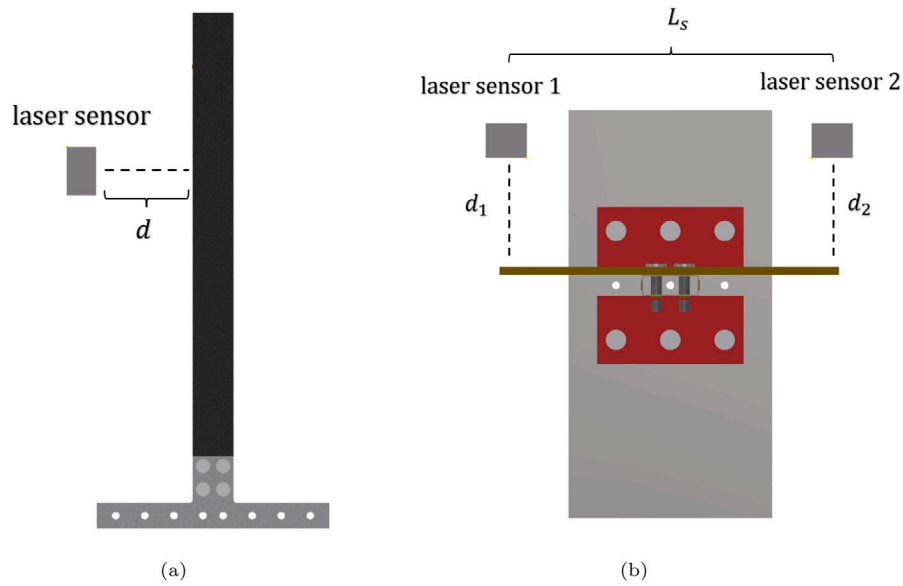 laser sensor
d
(a)
L_s
laser sensor 1
laser sensor 2
d_1
d_2
(b)